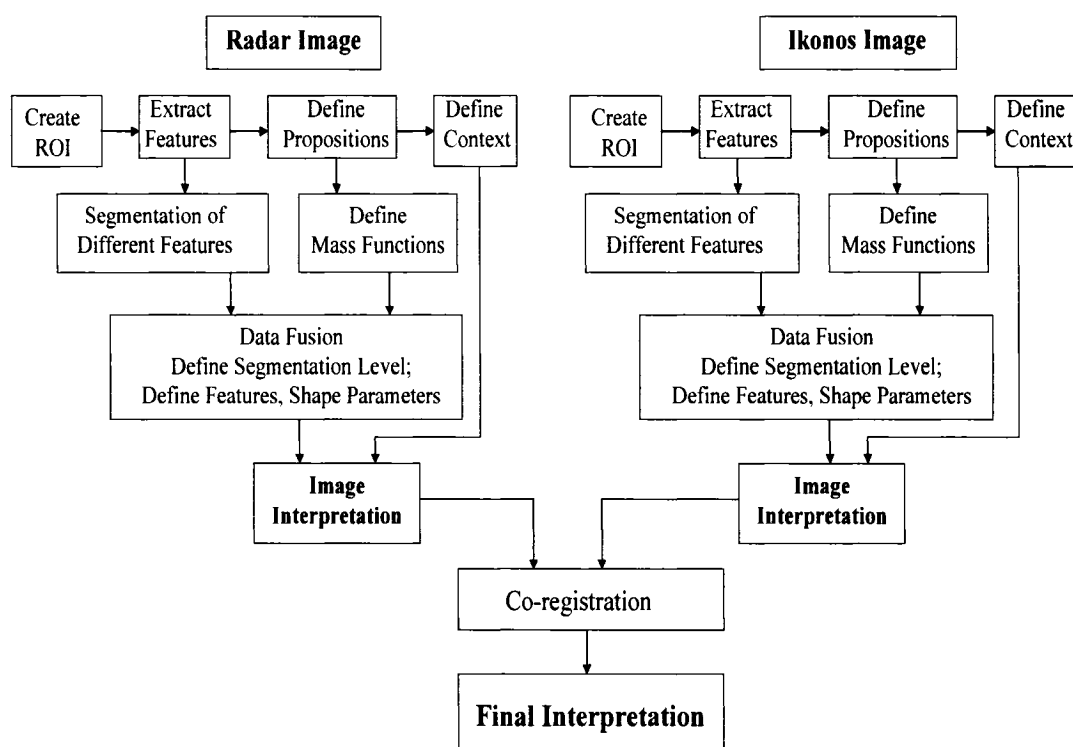 Radar Image
Ikonos Image
Create
ROI
Extract
Features
Define
Propositions
Define
Context
Segmentation of
Different Features
Define
Mass Functions
Data Fusion
Define Segmentation Level;
Define Features, Shape Parameters
Image
Interpretation
Create
ROI
Extract
Features
Define
Propositions
Define
Context
Segmentation of
Different Features
Define
Mass Functions
Data Fusion
Define Segmentation Level;
Define Features, Shape Parameters
Image
Interpretation
Co-registration
Final Interpretation